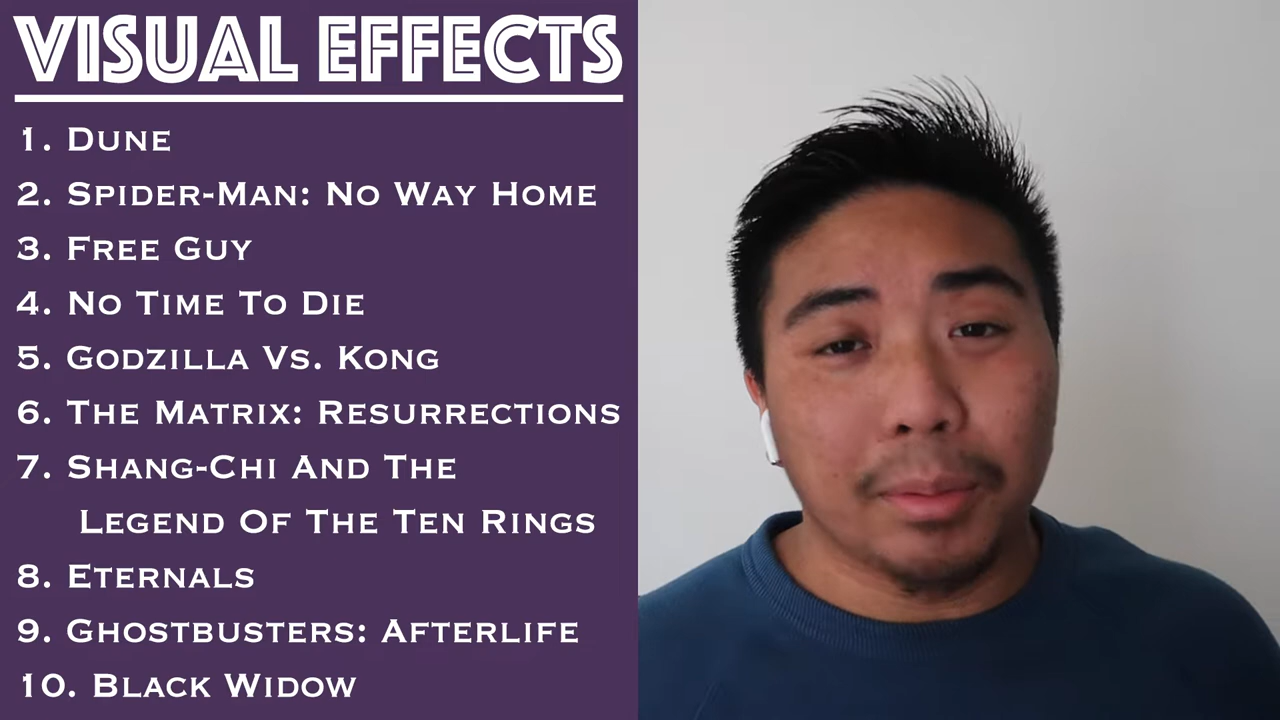 VISUAL EFFECTS
1. Dune
2. Spider-Man: No Way Home
3. Free Guy
4. No Time To Die
5. Godzilla Vs. Kong
6. The Matrix: Resurrections
7. Shang-Chi And The
Legend Of The Ten Rings
8. Eternals
9. Ghostbusters: Afterlife
10. Black Widow